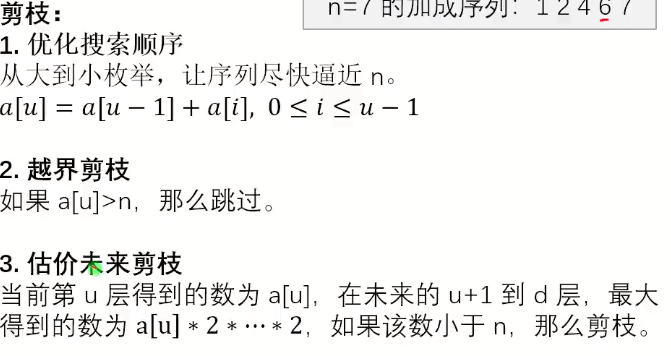 剪枝：
n=7 的加成序列：1 2 4 6 7
1. 优化搜索顺序
从大到小枚举，让序列尽快逼近 n。
a[u] = a[u − 1] + a[i], 0 ≤ i ≤ u − 1
2. 越界剪枝
如果 a[u]>n，那么跳过。
3. 估价未来剪枝
当前第 u 层得到的数为 a[u]，在未来的 u+1 到 d 层，最大
得到的数为 a[u] ∗ 2 ∗ ⋯ ∗ 2，如果该数小于 n，那么剪枝。